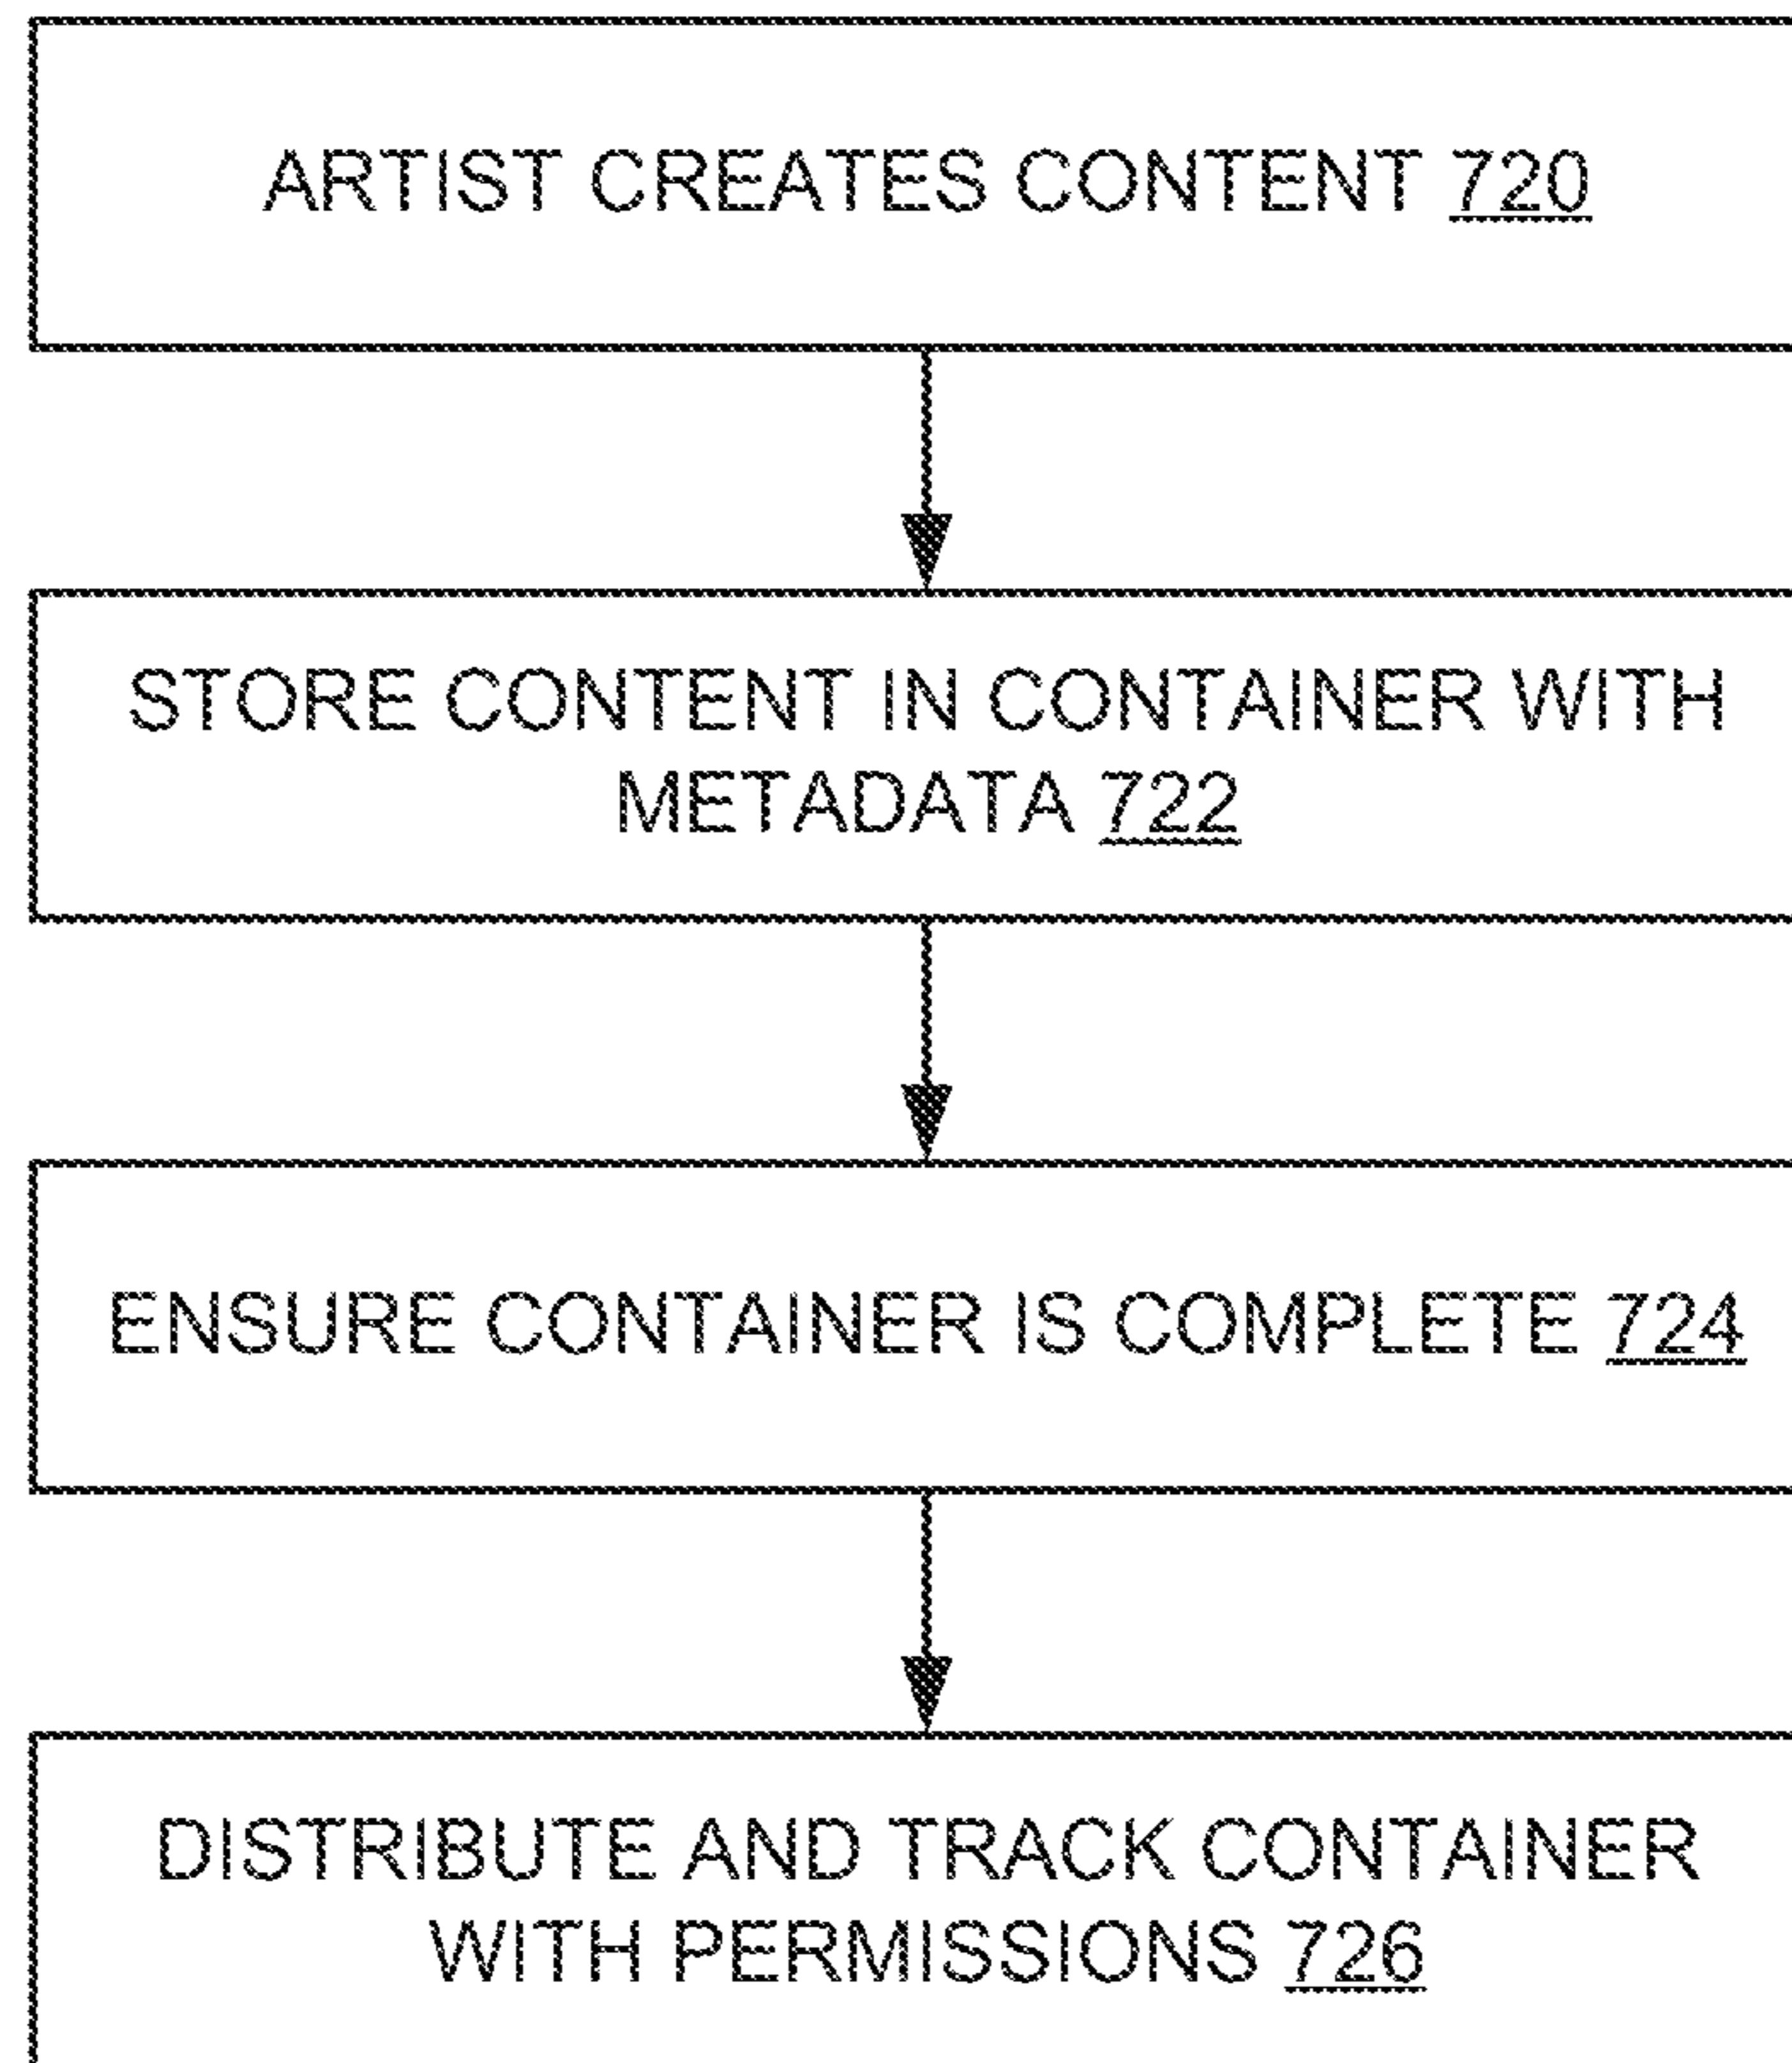 ARTIST CREATES CONTENT 720
STORE CONTENT IN CONTAINER WITH
METADATA 722
ENSURE CONTAINER IS COMPLETE 724
DISTRIBUTE AND TRACK CONTAINER
WITH PERMISSIONS 726